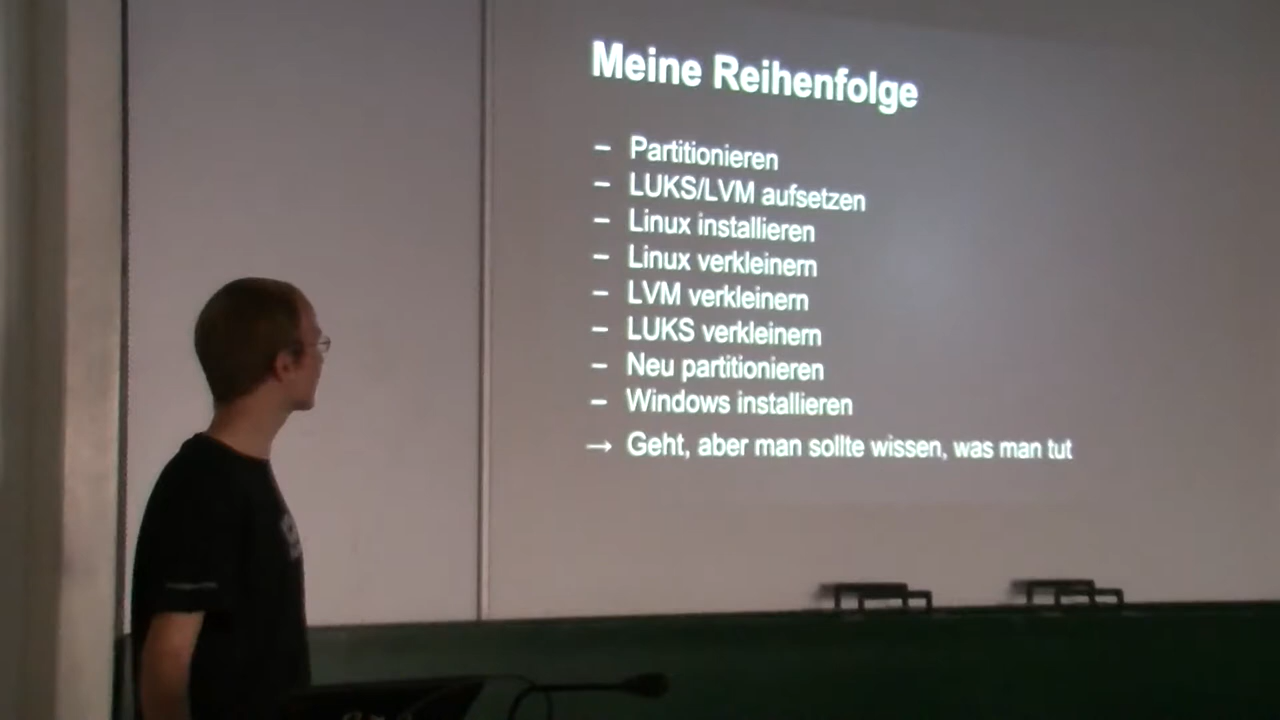 Meine Reihenfolge
– Partitionieren
– LUKS/LVM aufsetzen
– Linux installieren
– Linux verkleinern
– LVM verkleinern
– LUKS verkleinern
– Neu partitionieren
– Windows installieren
→ Geht, aber man sollte wissen, was man tut